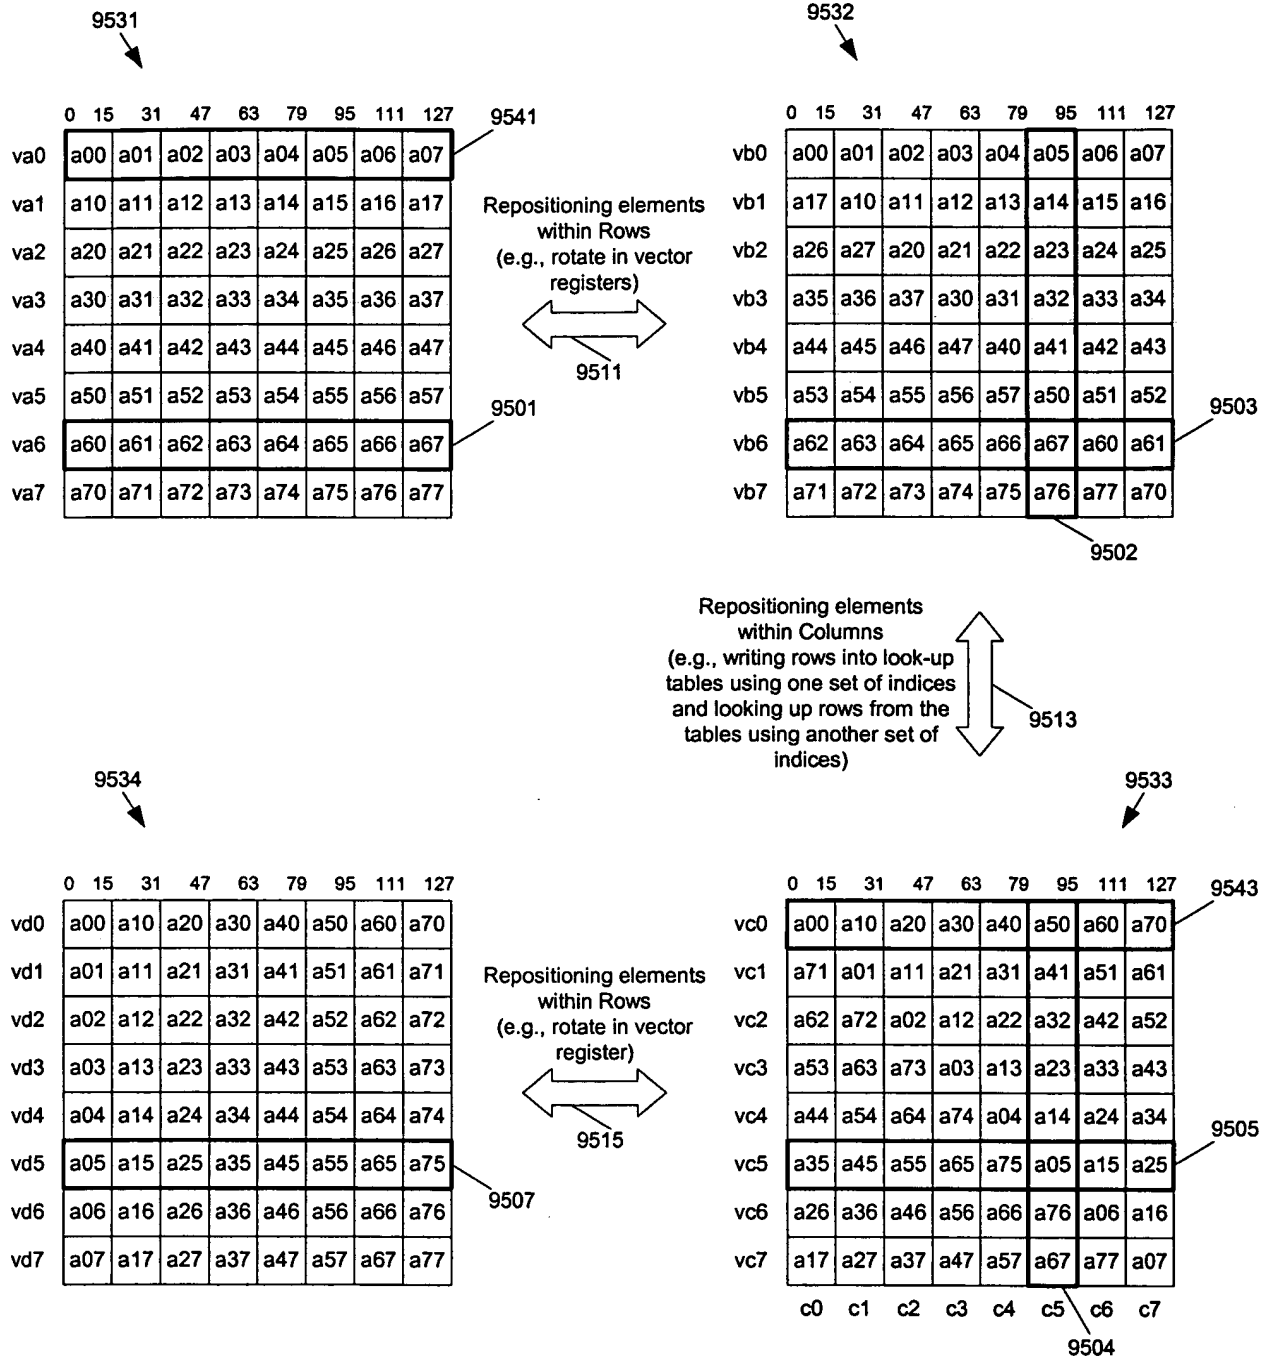 9531
0 15 31 47 63 79 95 111 127
9541
va0 a00 a01 a02 a03 a04 a05 a06 a07
va1 a10 a11 a12 a13 a14 a15 a16 a17
va2 a20 a21 a22 a23 a24 a25 a26 a27
va3 a30 a31 a32 a33 a34 a35 a36 a37
va4 a40 a41 a42 a43 a44 a45 a46 a47
va5 a50 a51 a52 a53 a54 a55 a56 a57
9501
va6 a60 a61 a62 a63 a64 a65 a66 a67
va7 a70 a71 a72 a73 a74 a75 a76 a77
Repositioning elements
within Rows
(e.g., rotate in vector
registers)
9511
9532
0 15 31 47 63 79 95 111 127
vb0 a00 a01 a02 a03 a04 a05 a06 a07
vb1 a17 a10 a11 a12 a13 a14 a15 a16
vb2 a26 a27 a20 a21 a22 a23 a24 a25
vb3 a35 a36 a37 a30 a31 a32 a33 a34
vb4 a44 a45 a46 a47 a40 a41 a42 a43
vb5 a53 a54 a55 a56 a57 a50 a51 a52
9503
vb6 a62 a63 a64 a65 a66 a67 a60 a61
vb7 a71 a72 a73 a74 a75 a76 a77 a70
9502
Repositioning elements
within Columns
(e.g., writing rows into look-up
tables using one set of indices
and looking up rows from the
tables using another set of
indices)
9513
9534
0 15 31 47 63 79 95 111 127
vd0 a00 a10 a20 a30 a40 a50 a60 a70
vd1 a01 a11 a21 a31 a41 a51 a61 a71
vd2 a02 a12 a22 a32 a42 a52 a62 a72
vd3 a03 a13 a23 a33 a43 a53 a63 a73
vd4 a04 a14 a24 a34 a44 a54 a64 a74
vd5 a05 a15 a25 a35 a45 a55 a65 a75
9507
vd6 a06 a16 a26 a36 a46 a56 a66 a76
vd7 a07 a17 a27 a37 a47 a57 a67 a77
Repositioning elements
within Rows
(e.g., rotate in vector
register)
9515
9533
0 15 31 47 63 79 95 111 127
9543
vc0 a00 a10 a20 a30 a40 a50 a60 a70
vc1 a71 a01 a11 a21 a31 a41 a51 a61
vc2 a62 a72 a02 a12 a22 a32 a42 a52
vc3 a53 a63 a73 a03 a13 a23 a33 a43
vc4 a44 a54 a64 a74 a04 a14 a24 a34
9505
vc5 a35 a45 a55 a65 a75 a05 a15 a25
vc6 a26 a36 a46 a56 a66 a76 a06 a16
vc7 a17 a27 a37 a47 a57 a67 a77 a07
c0 c1 c2 c3 c4 c5 c6 c7
9504